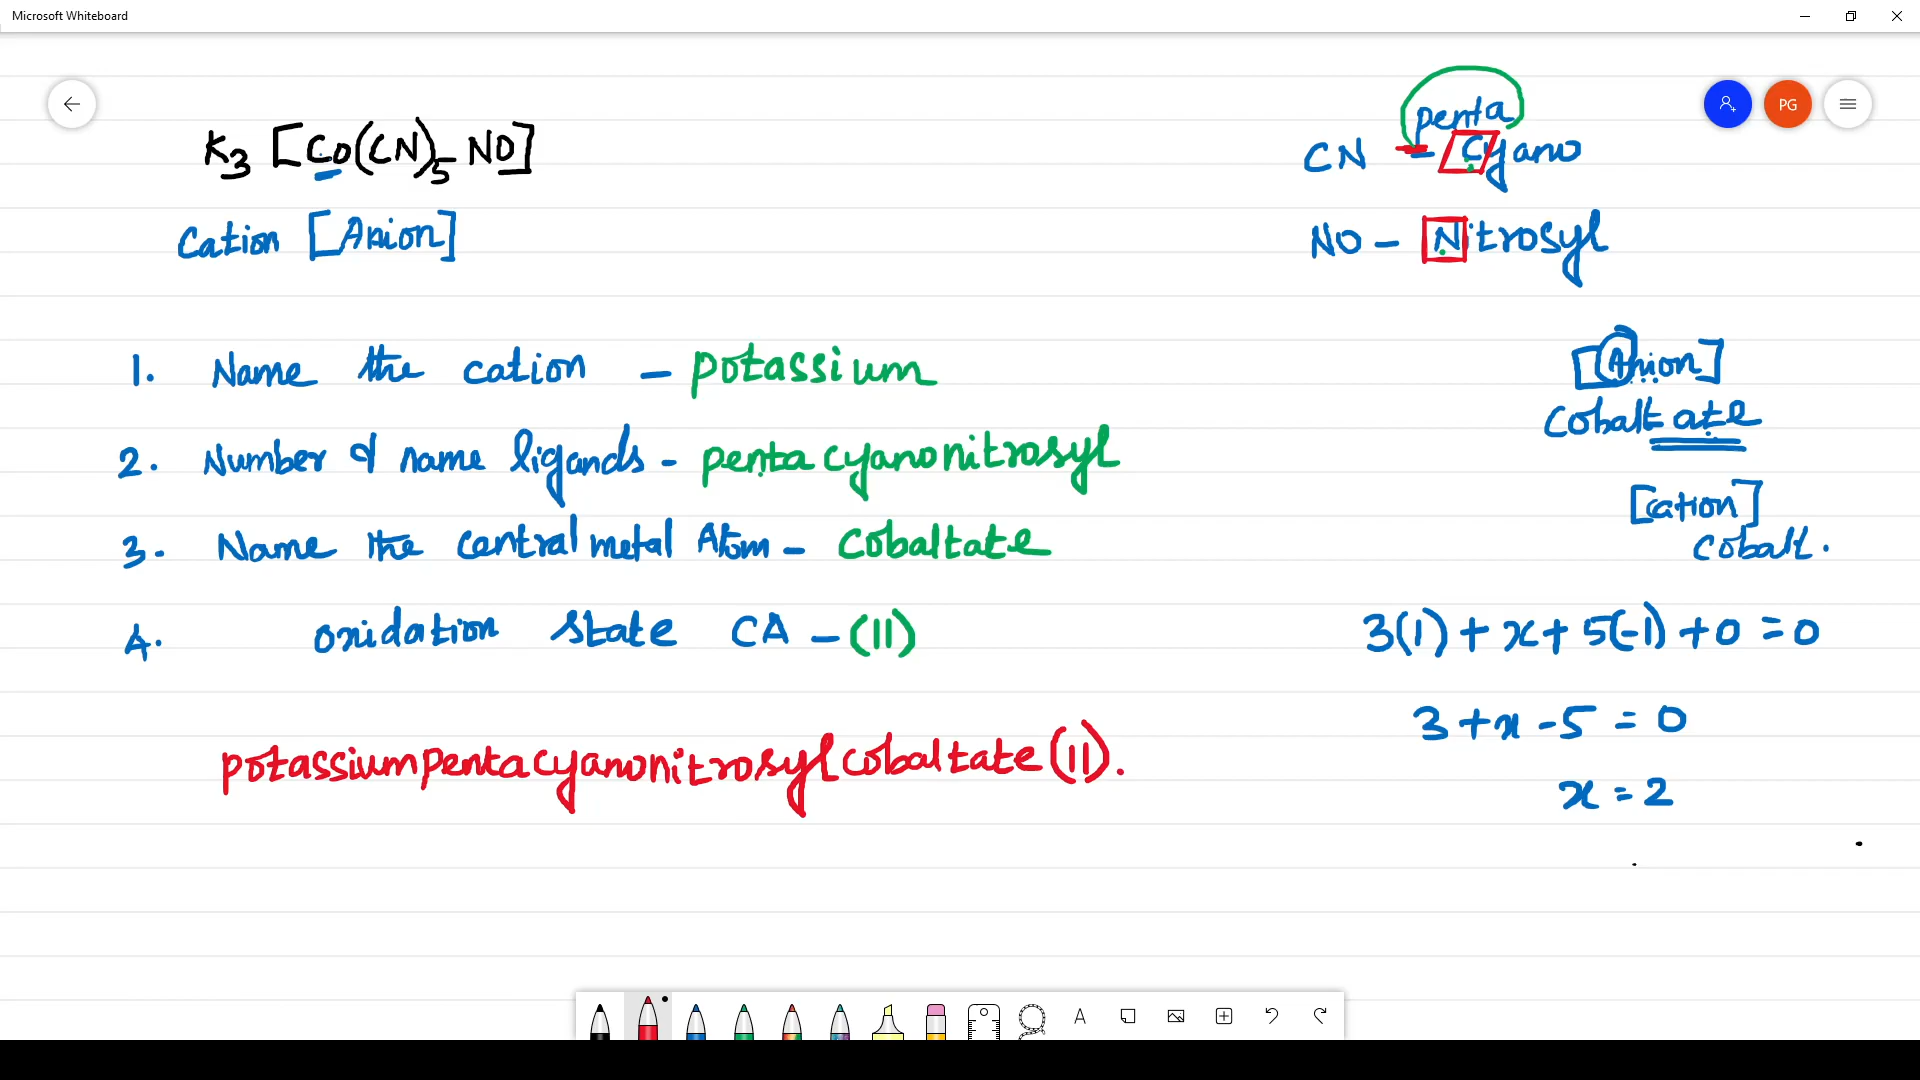 Microsoft Whiteboard
PG
K3 [Co(CN)5 NO]
Cation [Anion]
penta
CN - Cyano
NO - Nitrosyl
1. Name the cation - potassium
2. Number & name ligands - pentacyanonitrosyl
3. Name the central metal Atom - cobaltate
4. oxidation state CA - (II)
potassiumpentacyanonitrosylcobaltate(II).
[Anion]
Cobaltate
[cation]
cobalt.
3(1) + x + 5(-1) + 0 = 0
3 + x - 5 = 0
x = 2
A